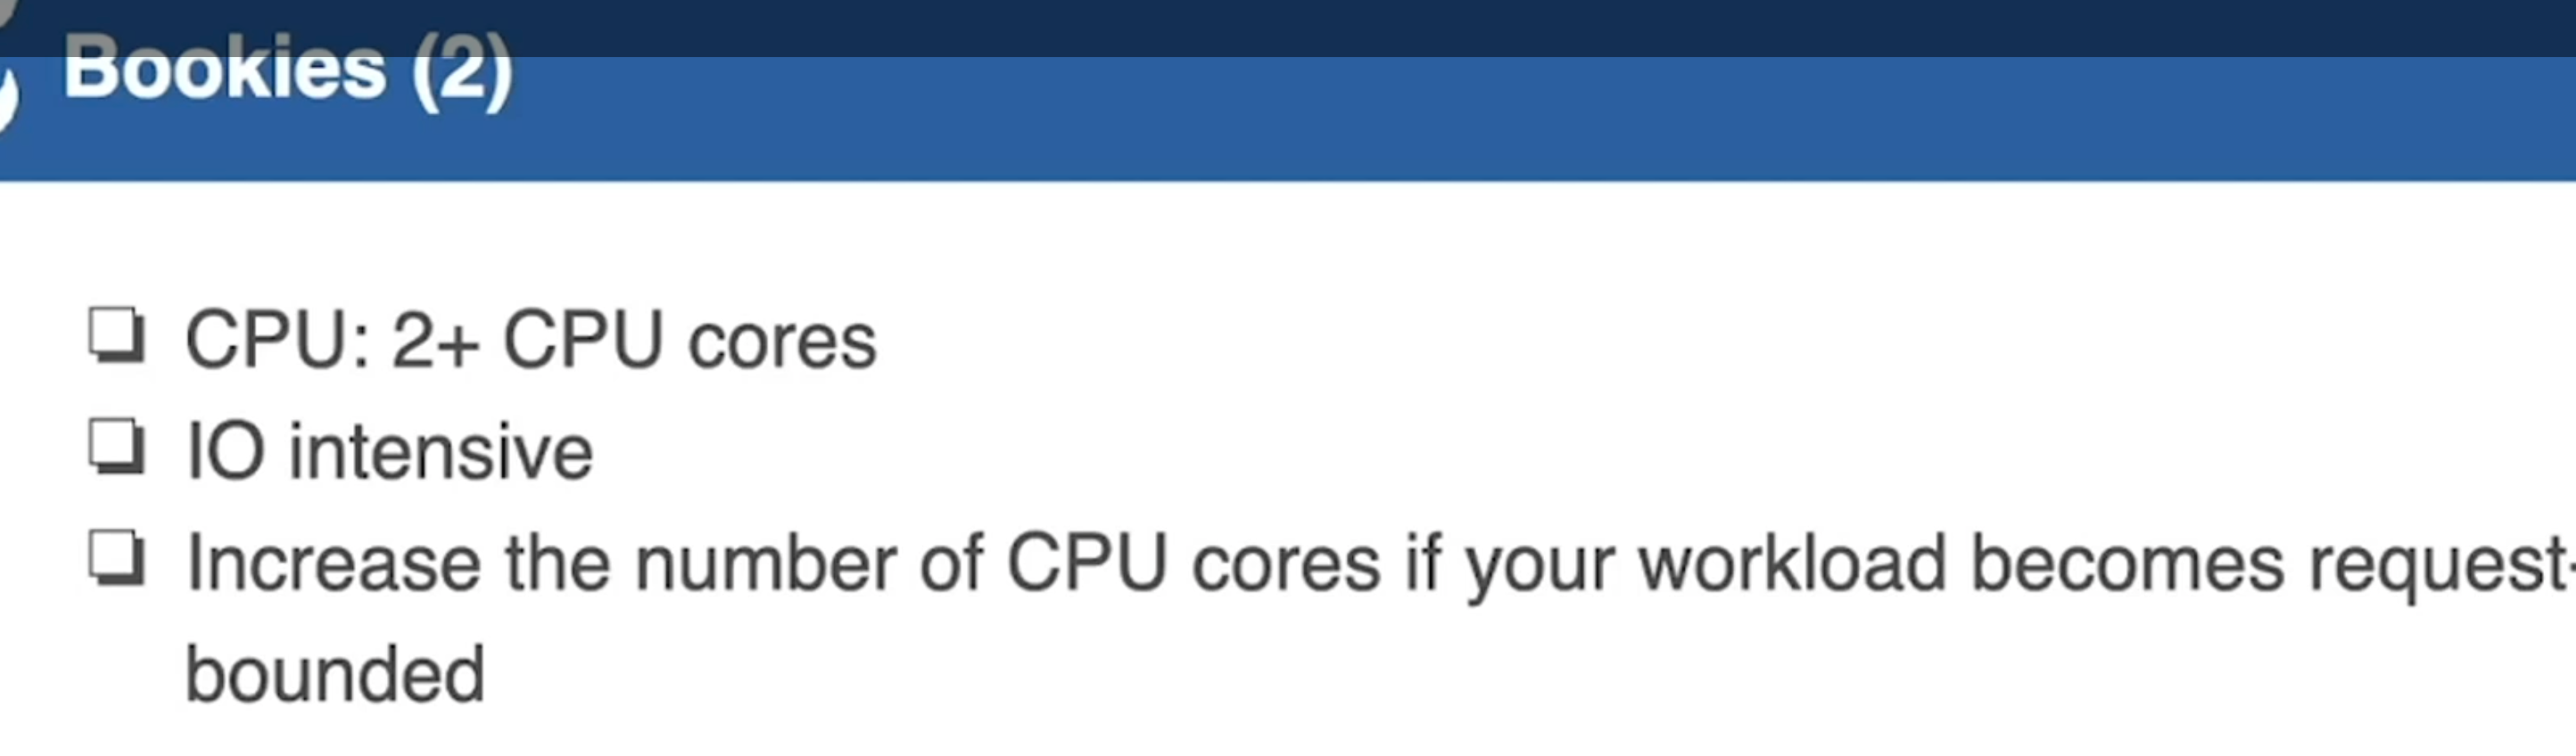 Bookies (2)
CPU: 2+ CPU cores
IO intensive
Increase the number of CPU cores if your workload becomes request-
bounded